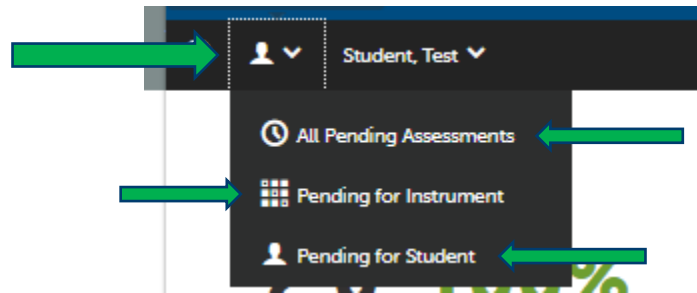 Student, Test
All Pending Assessments
Pending for Instrument
Pending for Student